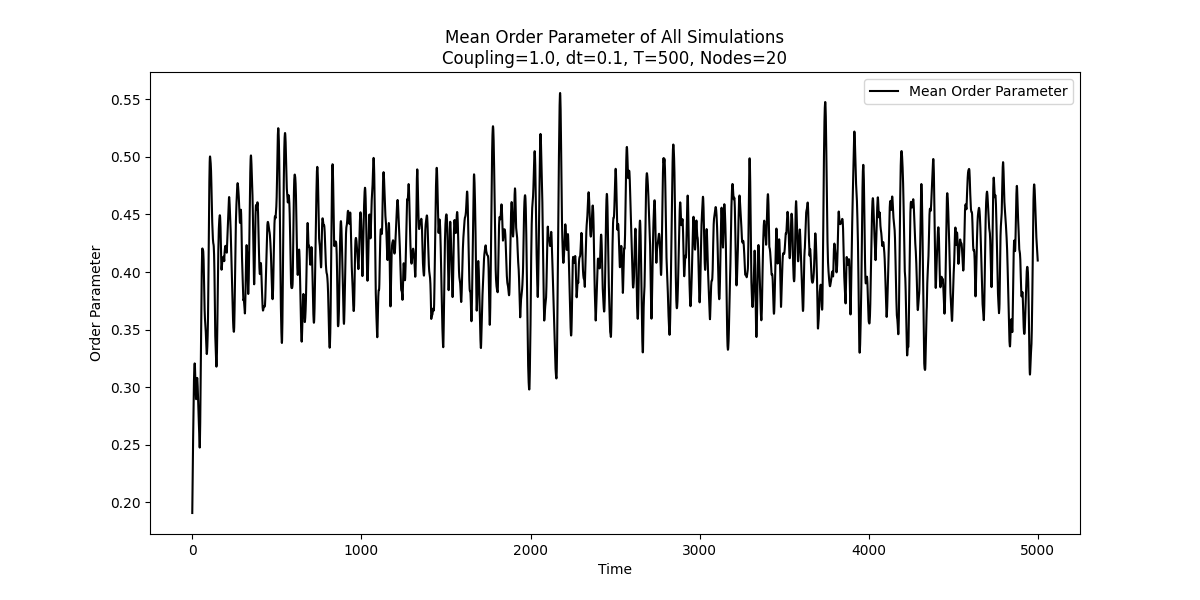 Mean Order Parameter of All Simulations
Coupling=1.0, dt=0.1, T=500, Nodes=20
Mean Order Parameter
0.55
0.50
0.45
0.40
0.35
0.30
0.25
0.20
Order Parameter
0 1000 2000 3000 4000 5000
Time